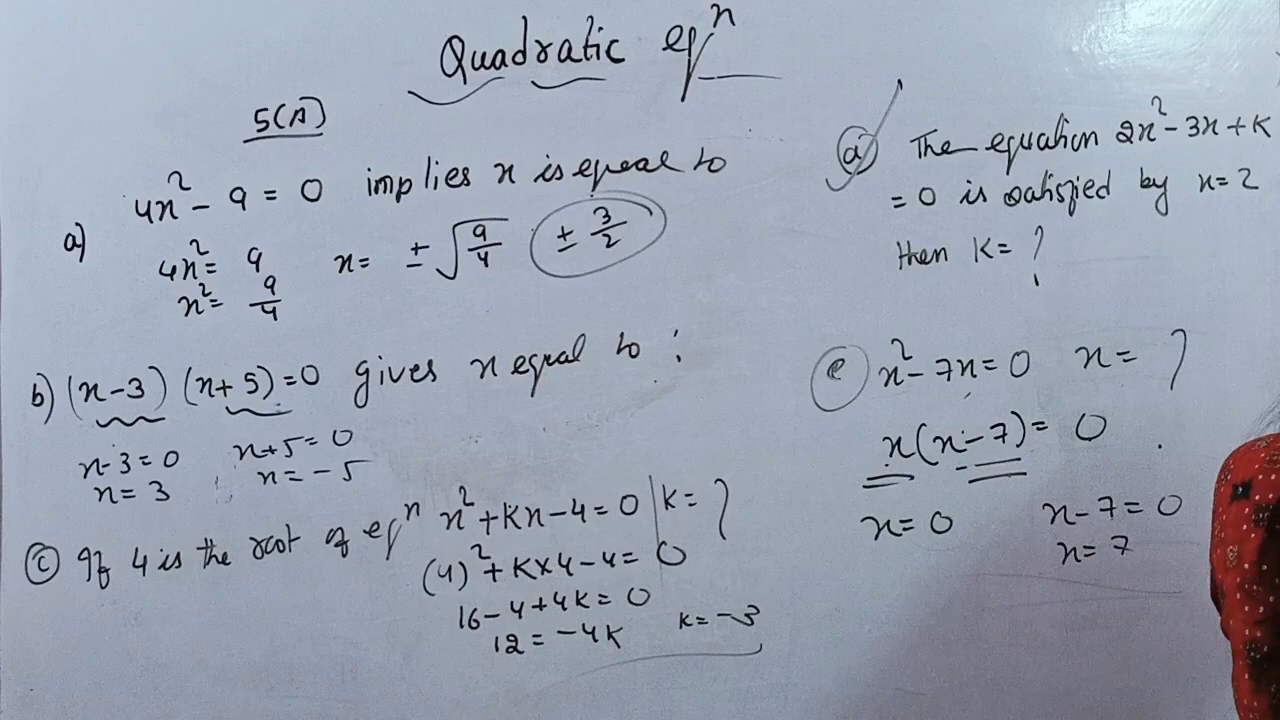 Quadratic eqⁿ
5(A)
a) 4x² - 9 = 0 implies x is equal to
4x² = 9
x² = 9/4
x = ± √9/4 ± 3/2
b) (x-3) (x+5) = 0 gives x equal to :
x-3 = 0 x+5 = 0
x = 3 x = -5
(c) If 4 is the root of eqⁿ x² + Kx - 4 = 0 | K = ?
(4)² + K×4 - 4 = 0
16 - 4 + 4K = 0
12 = -4K K = -3
(d) The equation 2x² - 3x + K
= 0 is satisfied by x = 2
then K = ?
(e) x² - 7x = 0 x = ?
x(x-7) = 0
x = 0 x-7 = 0
x = 7